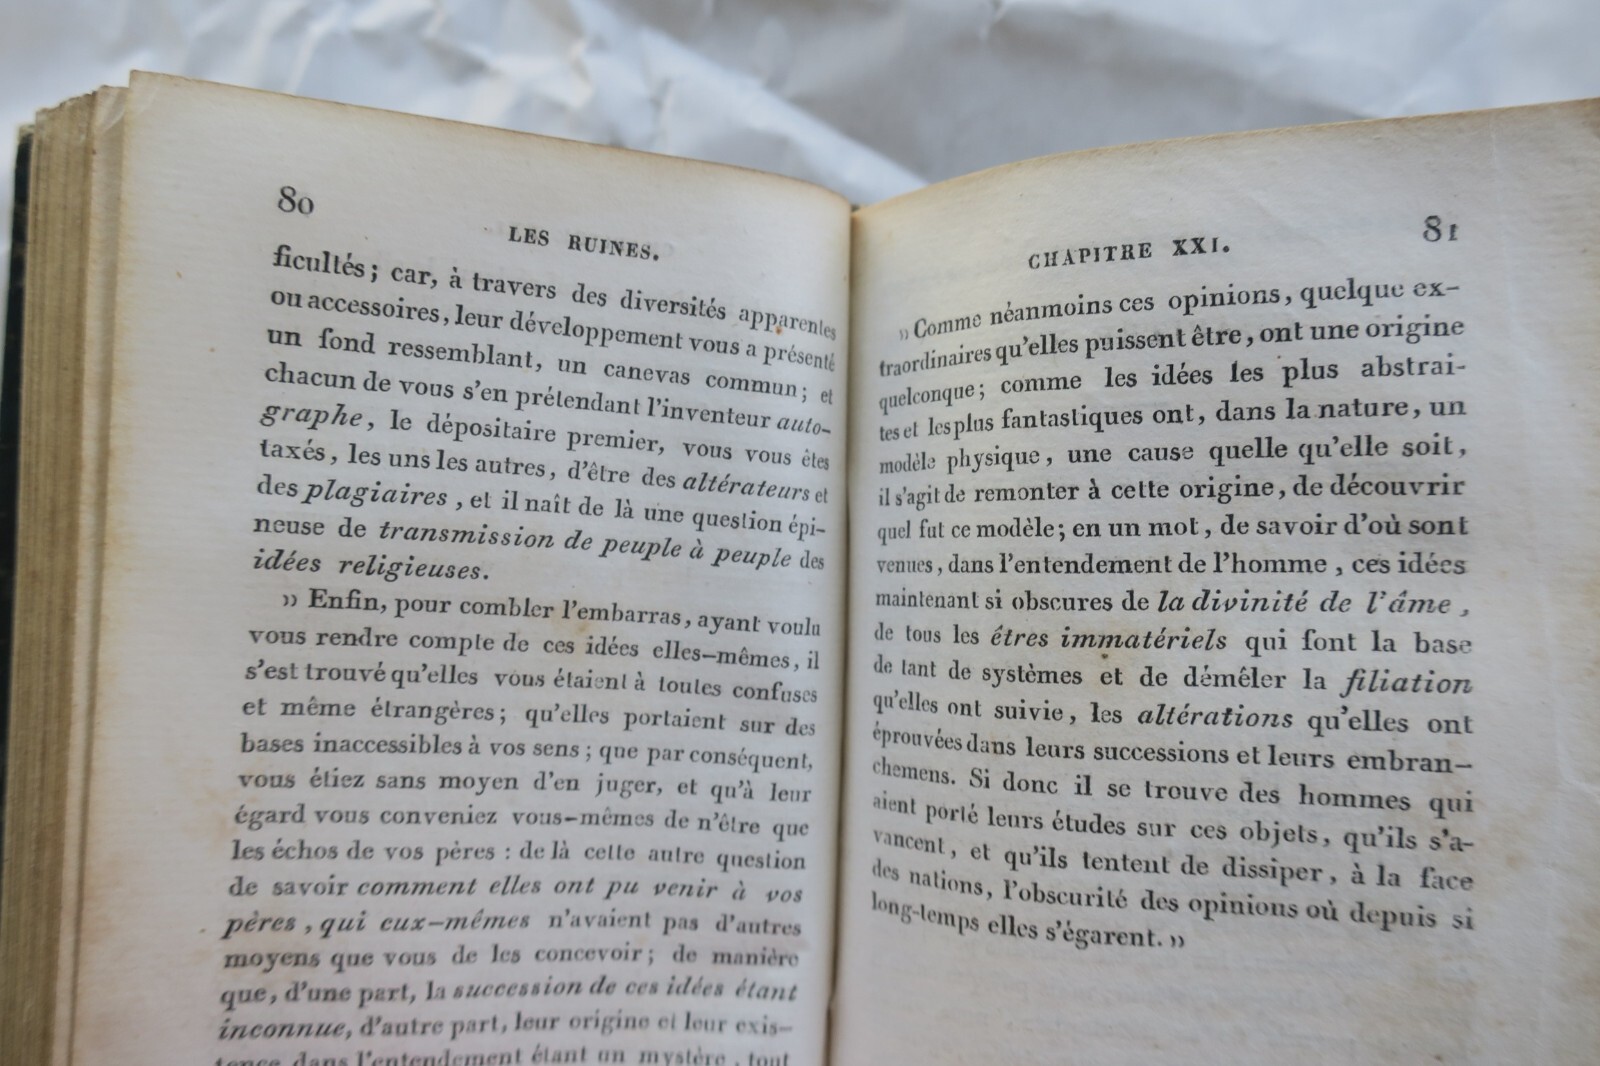 80
LES RUINES.
ficultés ; car, à travers des diversités apparentes
ou accessoires, leur développement vous a présenté
un fond ressemblant, un canevas commun ; et
chacun de vous s'en prétendant l'inventeur auto-
graphe, le dépositaire premier, vous vous êtes
taxés, les uns les autres, d'être des altérateurs et
des plagiaires, et il naît de là une question épi-
neuse de transmission de peuple à peuple des
idées religieuses.
» Enfin, pour combler l'embarras, ayant voulu
vous rendre compte de ces idées elles-mêmes, il
s'est trouvé qu'elles vous étaient à toutes confuses
et même étrangères ; qu'elles portaient sur des
bases inaccessibles à vos sens ; que par conséquent,
vous étiez sans moyen d'en juger, et qu'à leur
égard vous conveniez vous-mêmes de n'être que
les échos de vos pères : de là cette autre question
de savoir comment elles ont pu venir à vos
pères, qui eux-mêmes n'avaient pas d'autres
moyens que vous de les concevoir ; de manière
que, d'une part, la succession de ces idées étant
inconnue, d'autre part, leur origine et leur exis-
tence dans l'entendement étant un mystère, tout
81
CHAPITRE XXI.
» Comme néanmoins ces opinions, quelque ex-
traordinaires qu'elles puissent être, ont une origine
quelconque ; comme les idées les plus abstrai-
tes et les plus fantastiques ont, dans la nature, un
modèle physique, une cause quelle qu'elle soit,
il s'agit de remonter à cette origine, de découvrir
quel fut ce modèle ; en un mot, de savoir d'où sont
venues, dans l'entendement de l'homme, ces idées
maintenant si obscures de la divinité de l'âme,
de tous les êtres immatériels qui font la base
de tant de systèmes et de démêler la filiation
qu'elles ont suivie, les altérations qu'elles ont
éprouvées dans leurs successions et leurs embran-
chemens. Si donc il se trouve des hommes qui
aient porté leurs études sur ces objets, qu'ils s'a-
vancent, et qu'ils tentent de dissiper, à la face
des nations, l'obscurité des opinions où depuis si
long-temps elles s'égarent. »